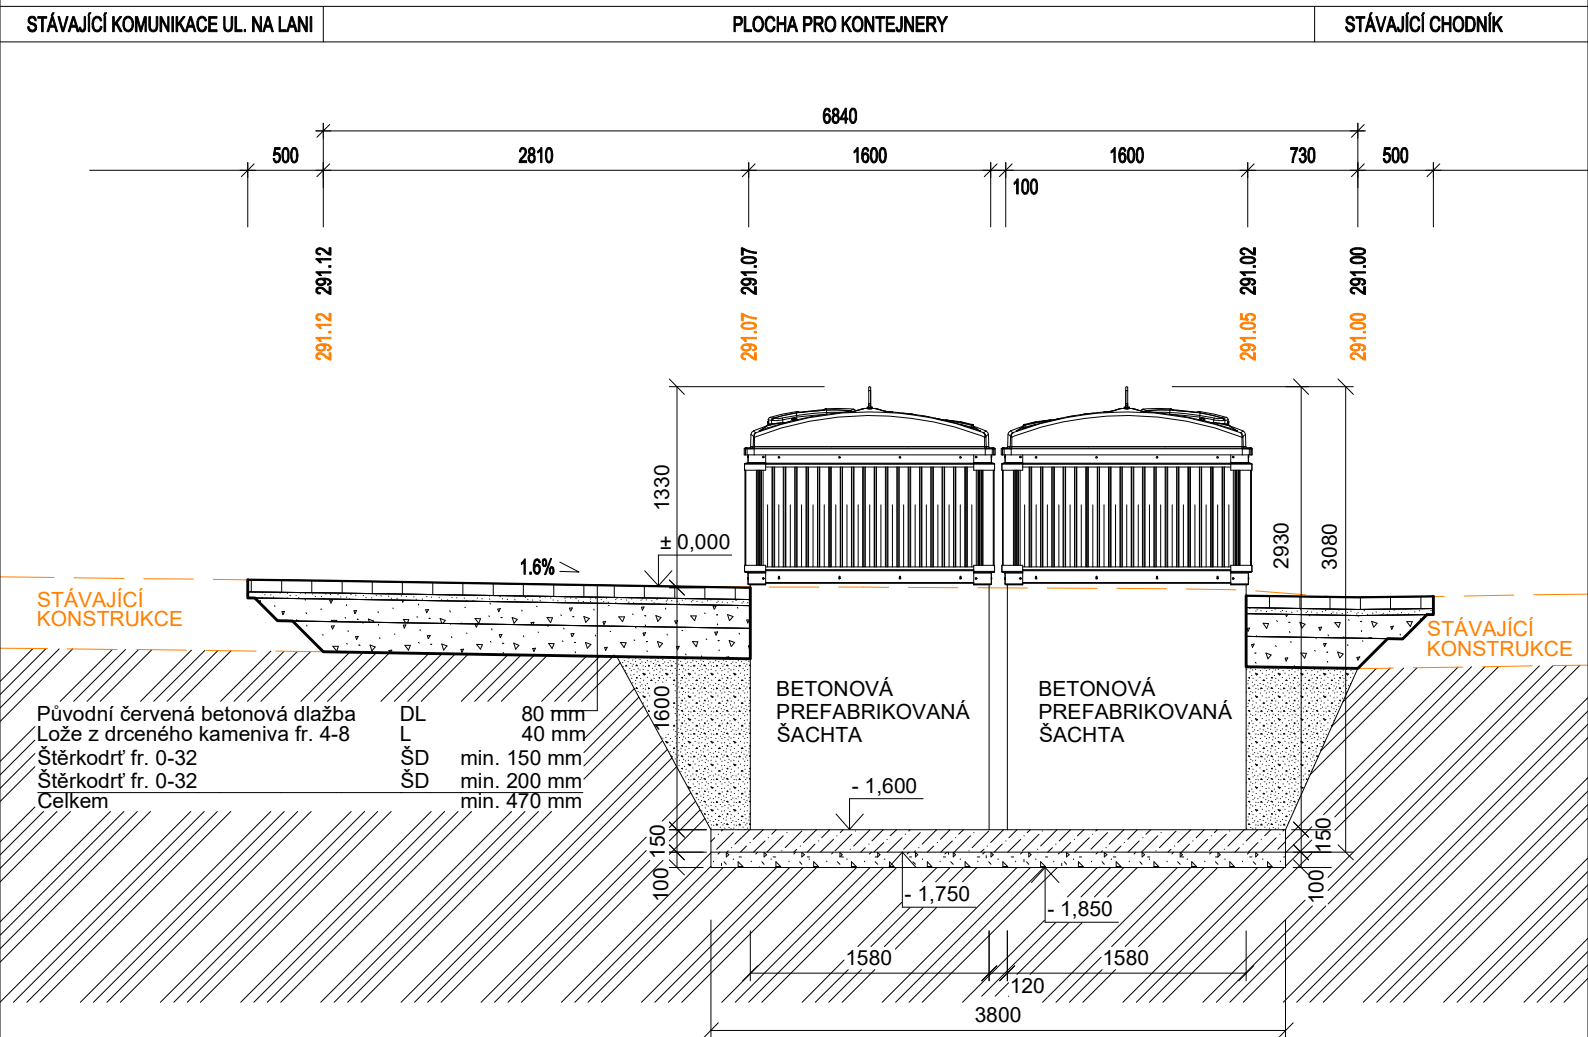 STÁVAJÍCÍ KOMUNIKACE UL. NA LANI
PLOCHA PRO KONTEJNERY
STÁVAJÍCÍ CHODNÍK
6840
500
2810
1600
1600
730
500
100
291.12
291.07
291.02
291.00
291.12
291.07
291.05
291.00
1330
± 0,000
1.6%
2930
3080
STÁVAJÍCÍ
KONSTRUKCE
STÁVAJÍCÍ
KONSTRUKCE
BETONOVÁ
PREFABRIKOVANÁ
ŠACHTA
BETONOVÁ
PREFABRIKOVANÁ
ŠACHTA
1600
Původní červená betonová dlažba DL 80 mm
Lože z drceného kameniva fr. 4-8 L 40 mm
Štěrkodrť fr. 0-32 ŠD min. 150 mm
Štěrkodrť fr. 0-32 ŠD min. 200 mm
Celkem min. 470 mm
- 1,600
150
150
100
100
- 1,750
- 1,850
1580
1580
120
3800